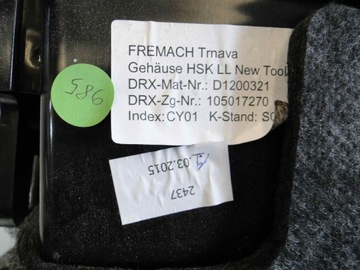 FREMACH Trnava
Gehäuse HSK LL New Tool
DRX-Mat-Nr.: D1200321
DRX-Zg-Nr.: 105017270
Index: CY01 K-Stand:
586
.03.2015
2437